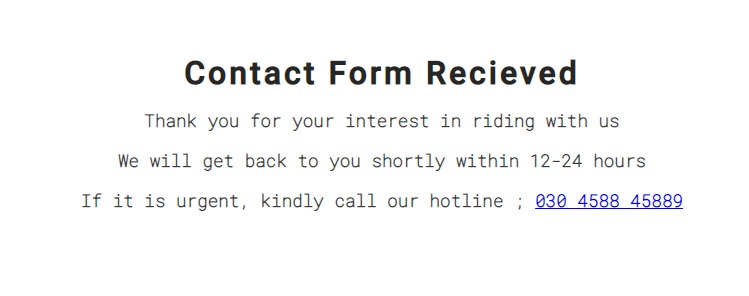 Contact Form Recieved
Thank you for your interest in riding with us
We will get back to you shortly within 12-24 hours
If it is urgent, kindly call our hotline ; 030 4588 45889